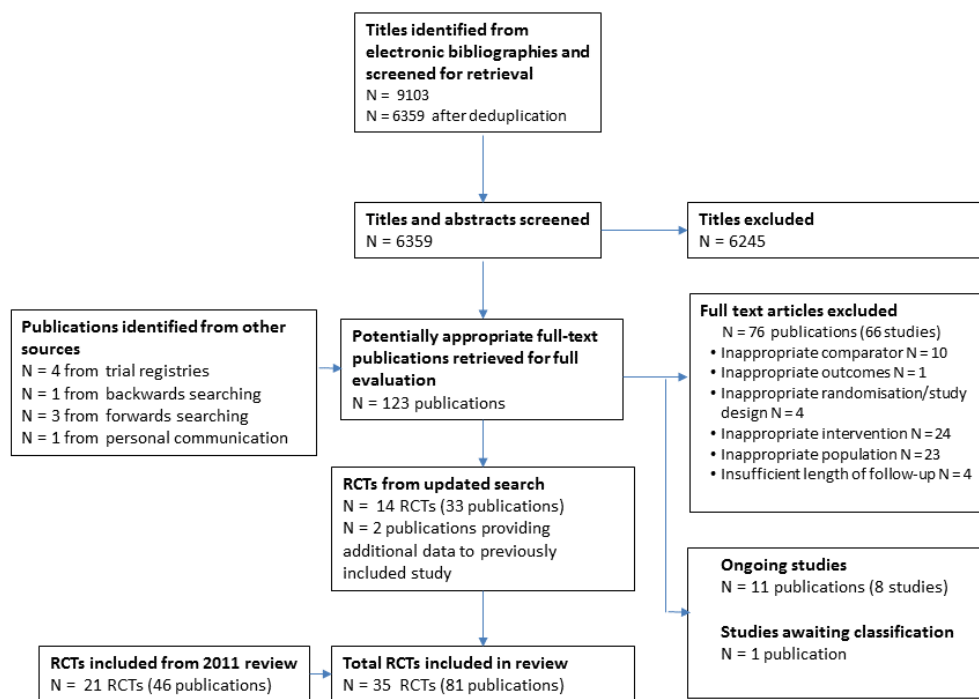 Titles identified from
electronic bibliographies and
screened for retrieval
N = 9103
N = 6359 after deduplication
Titles and abstracts screened
N = 6359
Titles excluded
N = 6245
Publications identified from other
sources
N = 4 from trial registries
N = 1 from backwards searching
N = 3 from forwards searching
N = 1 from personal communication
Potentially appropriate full-text
publications retrieved for full
evaluation
N = 123 publications
Full text articles excluded
N = 76 publications (66 studies)
• Inappropriate comparator N = 10
• Inappropriate outcomes N = 1
• Inappropriate randomisation/study
design N = 4
• Inappropriate intervention N = 24
• Inappropriate population N = 23
• Insufficient length of follow-up N = 4
RCTs from updated search
N = 14 RCTs (33 publications)
N = 2 publications providing
additional data to previously
included study
Ongoing studies
N = 11 publications (8 studies)
Studies awaiting classification
N = 1 publication
RCTs included from 2011 review
N = 21 RCTs (46 publications)
Total RCTs included in review
N = 35 RCTs (81 publications)